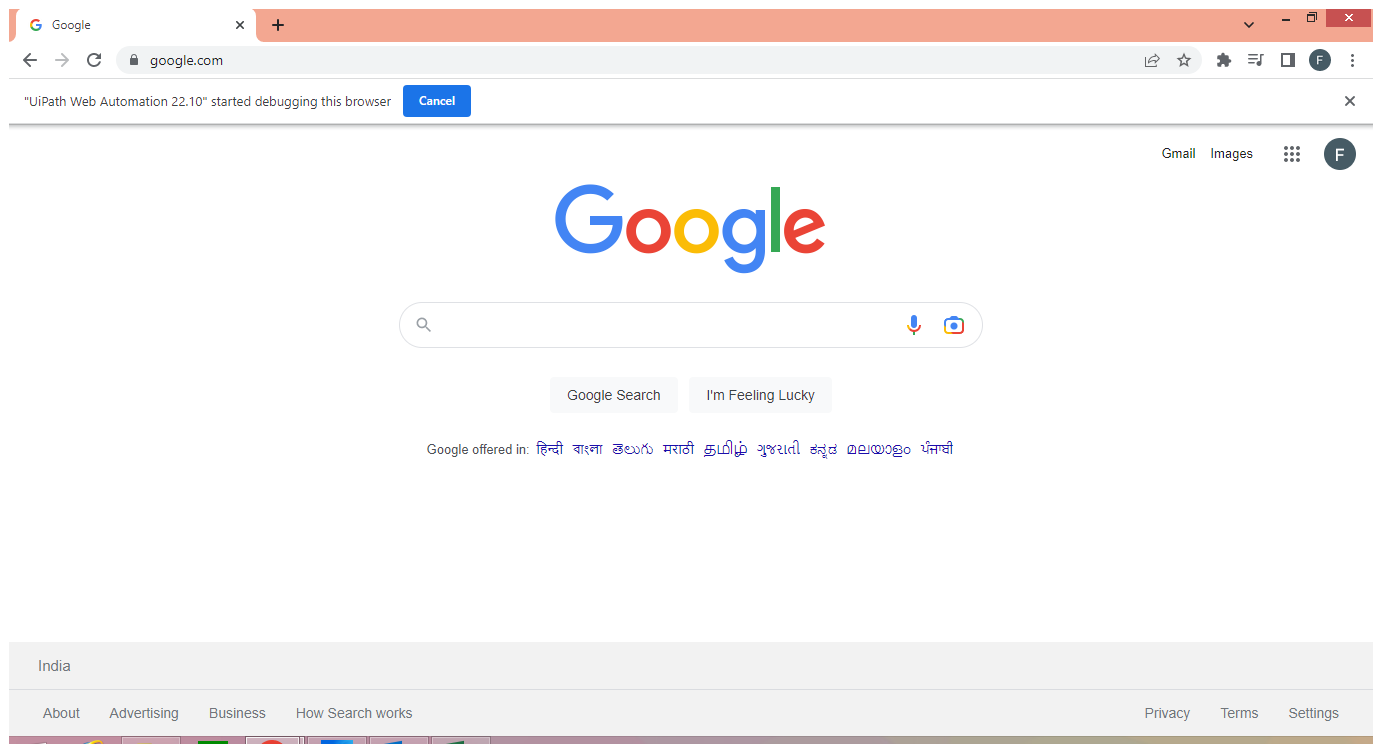 Google
google.com
F
"UiPath Web Automation 22.10" started debugging this browser Cancel
Gmail Images F
Google
Google Search I'm Feeling Lucky
Google offered in: हिन्दी বাংলা తెలుగు मराठी தமிழ் ગુજરાતી ಕನ್ನಡ മലയാളം ਪੰਜਾਬੀ
India
About Advertising Business How Search works Privacy Terms Settings